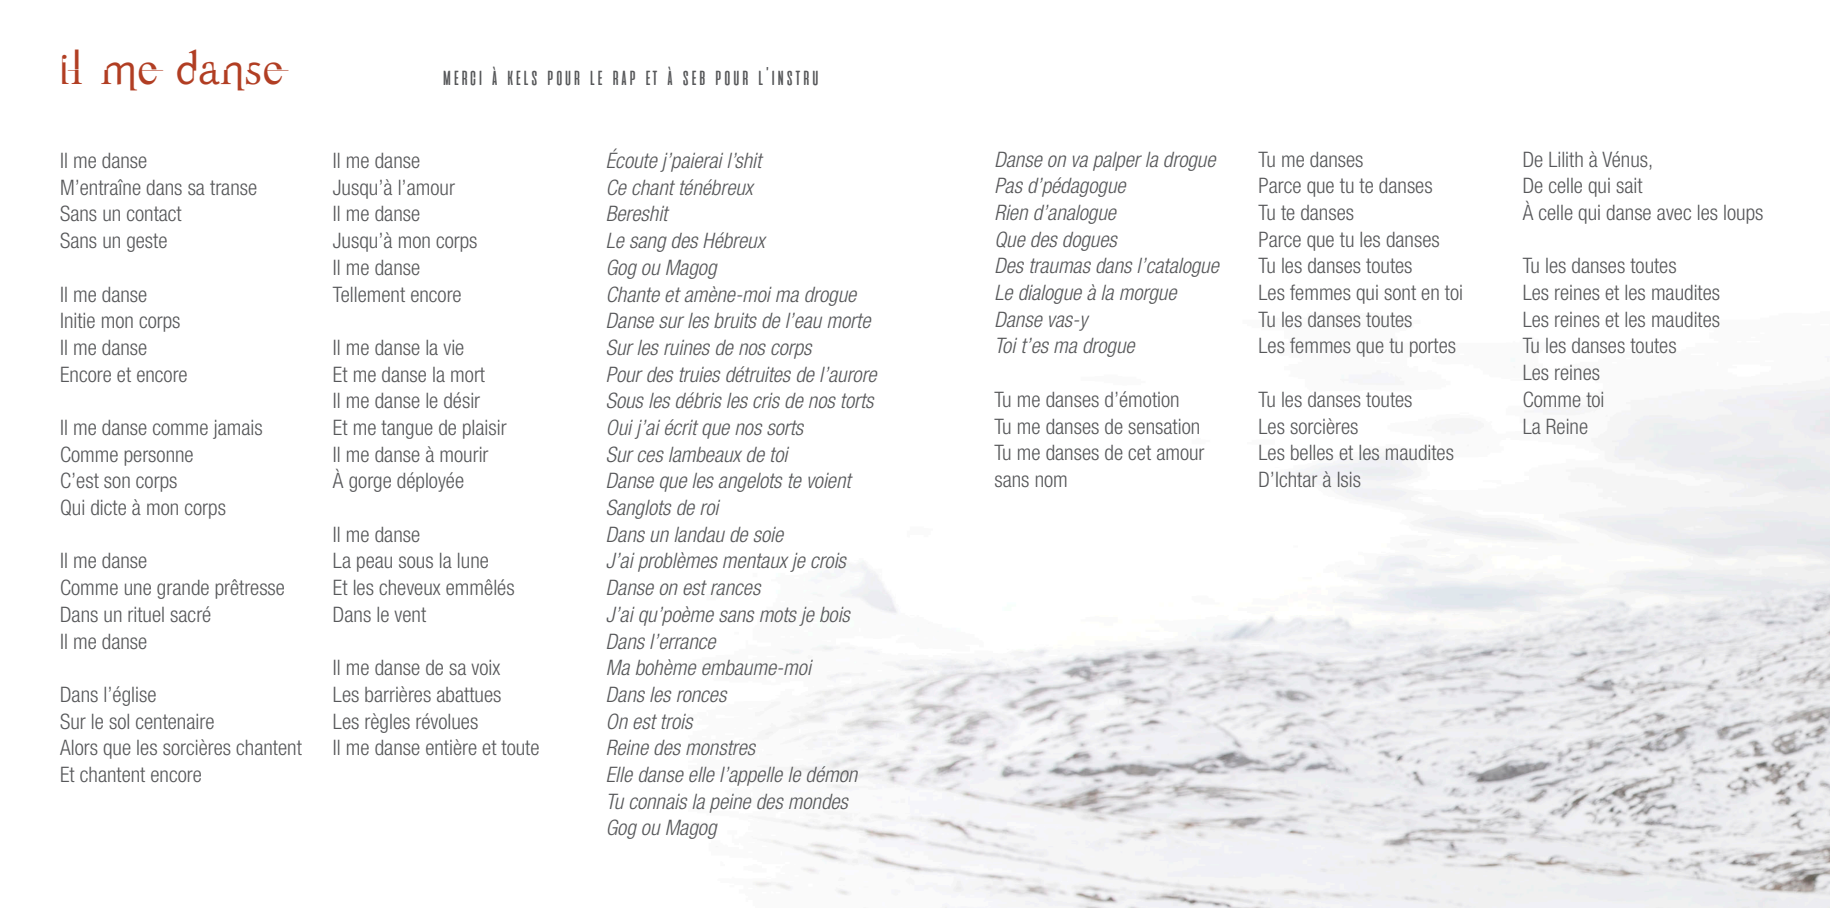 il me danse
MERCI À KELS POUR LE RAP ET À SEB POUR L'INSTRU
Il me danse
M'entraîne dans sa transe
Sans un contact
Sans un geste

Il me danse
Initie mon corps
Il me danse
Encore et encore

Il me danse comme jamais
Comme personne
C'est son corps
Qui dicte à mon corps

Il me danse
Comme une grande prêtresse
Dans un rituel sacré
Il me danse

Dans l'église
Sur le sol centenaire
Alors que les sorcières chantent
Et chantent encore

Il me danse
Jusqu'à l'amour
Il me danse
Jusqu'à mon corps
Il me danse
Tellement encore

Il me danse la vie
Et me danse la mort
Il me danse le désir
Et me tangue de plaisir
Il me danse à mourir
À gorge déployée

Il me danse
La peau sous la lune
Et les cheveux emmêlés
Dans le vent

Il me danse de sa voix
Les barrières abattues
Les règles révolues
Il me danse entière et toute

Écoute j'paierai l'shit
Ce chant ténébreux
Bereshit
Le sang des Hébreux
Gog ou Magog
Chante et amène-moi ma drogue
Danse sur les bruits de l'eau morte
Sur les ruines de nos corps
Pour des truies détruites de l'aurore
Sous les débris les cris de nos torts
Oui j'ai écrit que nos sorts
Sur ces lambeaux de toi
Danse que les angelots te voient
Sanglots de roi
Dans un landau de soie
J'ai problèmes mentaux je crois
Danse on est rances
J'ai qu'poème sans mots je bois
Dans l'errance
Ma bohème embaume-moi
Dans les ronces
On est trois
Reine des monstres
Elle danse elle l'appelle le démon
Tu connais la peine des mondes
Gog ou Magog

Danse on va palper la drogue
Pas d'pédagogue
Rien d'analogue
Que des dogues
Des traumas dans l'catalogue
Le dialogue à la morgue
Danse vas-y
Toi t'es ma drogue

Tu me danses d'émotion
Tu me danses de sensation
Tu me danses de cet amour
sans nom

Tu me danses
Parce que tu te danses
Tu te danses
Parce que tu les danses
Tu les danses toutes
Les femmes qui sont en toi
Tu les danses toutes
Les femmes que tu portes

Tu les danses toutes
Les sorcières
Les belles et les maudites
D'Ichtar à Isis

De Lilith à Vénus,
De celle qui sait
À celle qui danse avec les loups

Tu les danses toutes
Les reines et les maudites
Les reines et les maudites
Tu les danses toutes
Les reines
Comme toi
La Reine